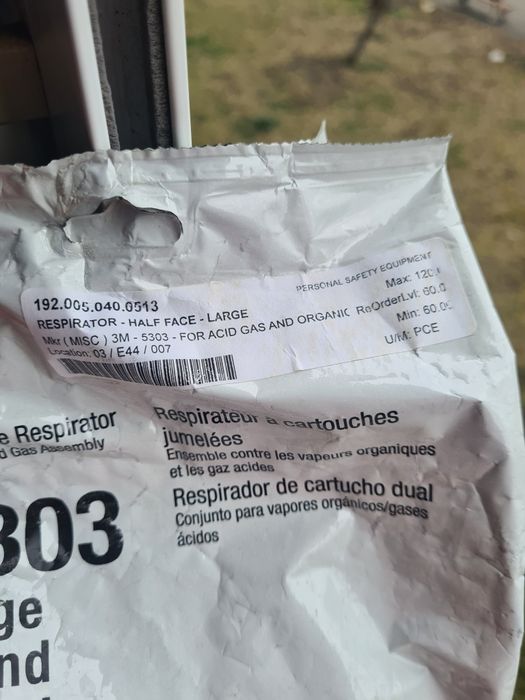 192.005.040.0513
PERSONAL SAFETY EQUIPMENT
RESPIRATOR - HALF FACE - LARGE
Max: 120.
Mkr ( MISC ) 3M - 5303 - FOR ACID GAS AND ORGANIC
ReOrderLvl: 60.0
Location: 03 / E44 / 007
Min: 60.0
U/M: PCE
e Respirator
d Gas Assembly
303
ge
nd
Respirateur à cartouches
jumelées
Ensemble contre les vapeurs organiques
et les gaz acides
Respirador de cartucho dual
Conjunto para vapores orgánicos/gases
ácidos